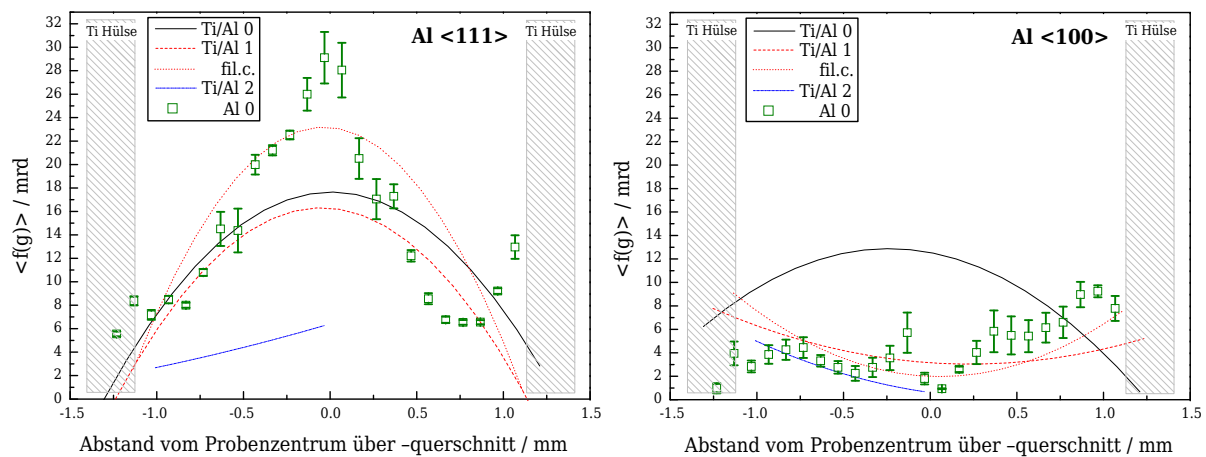 Al <111>
Ti Hülse
Ti Hülse
Ti/Al 0
Ti/Al 1
fil.c.
Ti/Al 2
Al 0
32
30
28
26
24
22
20
18
16
14
12
10
8
6
4
2
0
<f(g)> / mrd
-1.5
-1.0
-0.5
0.0
0.5
1.0
1.5
Abstand vom Probenzentrum über –querschnitt / mm
Al <100>
Ti Hülse
Ti Hülse
Ti/Al 0
Ti/Al 1
fil.c.
Ti/Al 2
Al 0
32
30
28
26
24
22
20
18
16
14
12
10
8
6
4
2
0
<f(g)> / mrd
-1.5
-1.0
-0.5
0.0
0.5
1.0
1.5
Abstand vom Probenzentrum über –querschnitt / mm